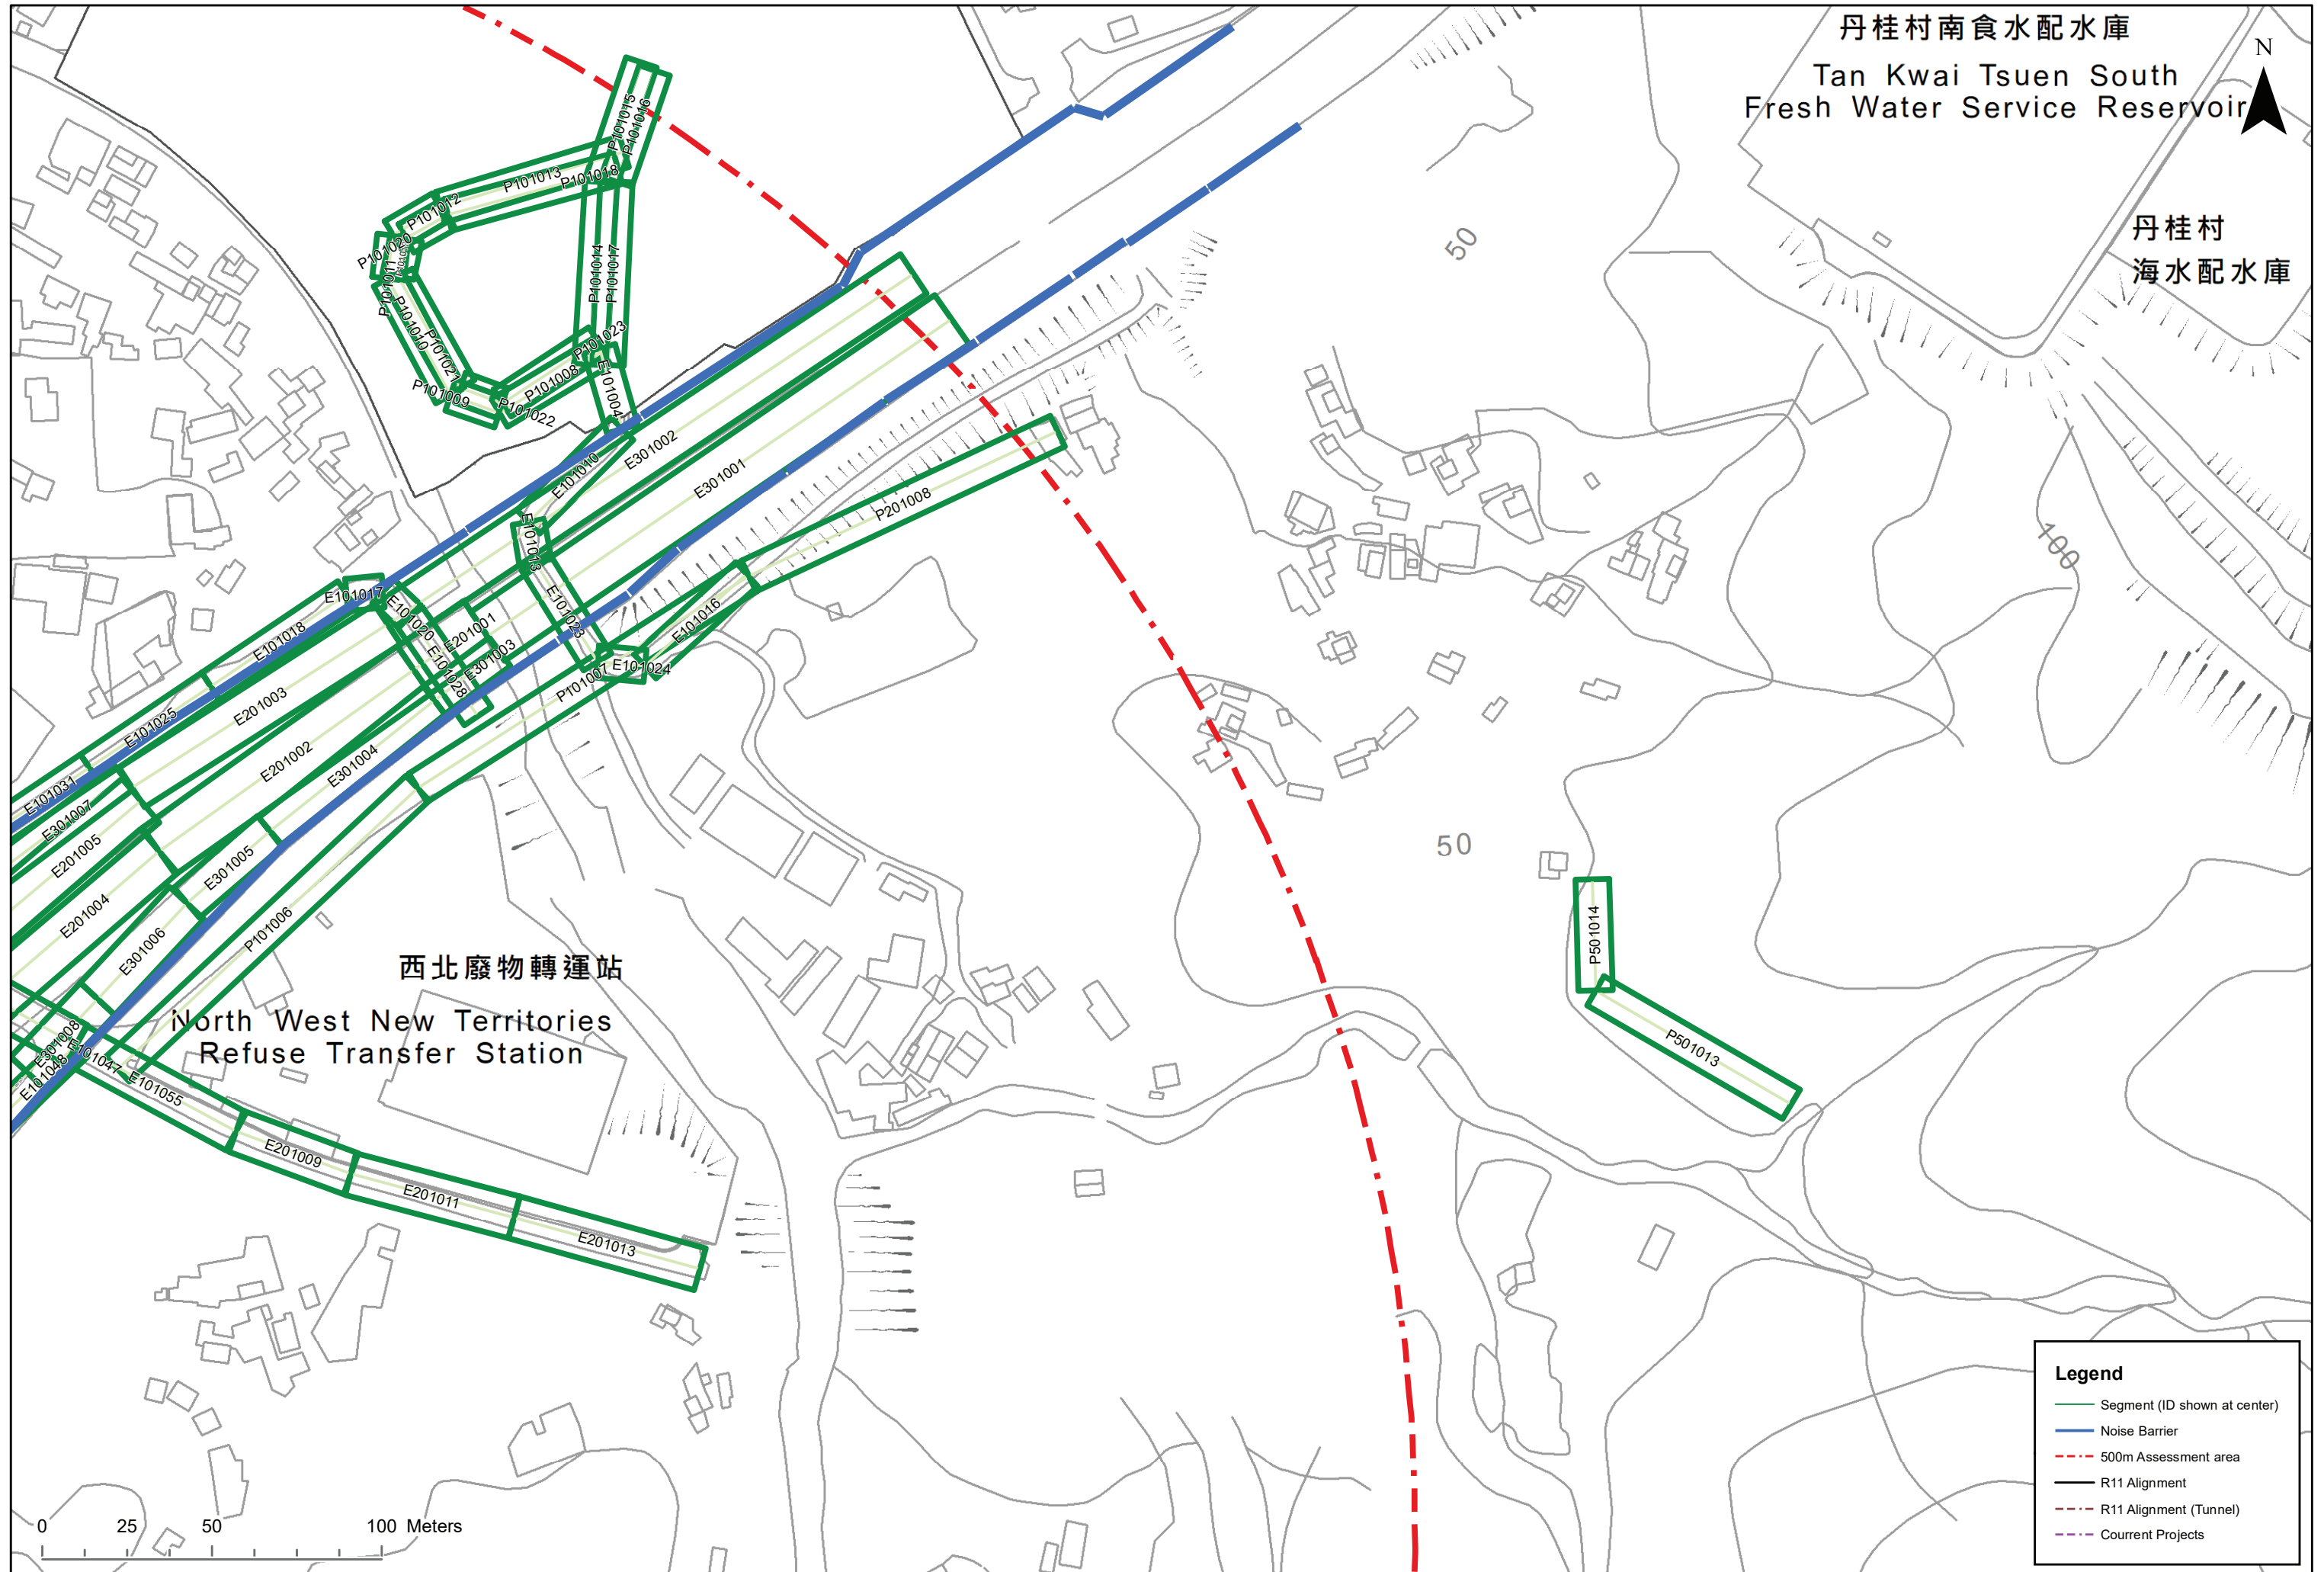 丹桂村南食水配水庫
Tan Kwai Tsuen South
Fresh Water Service Reservoir
N
丹桂村
海水配水庫
50
100
50
P101015
P101016
P101013
P101018
P101012
P101020
P101011
P101010
P101021
P101009
P101022
P101008
P101023
P101014
P101017
E101004
E301002
E101010
E301001
P201008
E101013
E101023
E101016
E101024
P101007
E101017
E101018
E101020
E201001
E301003
E101028
E201003
E101025
E201002
E301004
E101031
E301007
E201005
E201004
E301005
E301006
P101006
P501014
P501013
西北廢物轉運站
North West New Territories
Refuse Transfer Station
E301008
E101047
E101048
E101055
E201009
E201011
E201013
0 25 50 100 Meters
Legend
Segment (ID shown at center)
Noise Barrier
500m Assessment area
R11 Alignment
R11 Alignment (Tunnel)
Courrent Projects